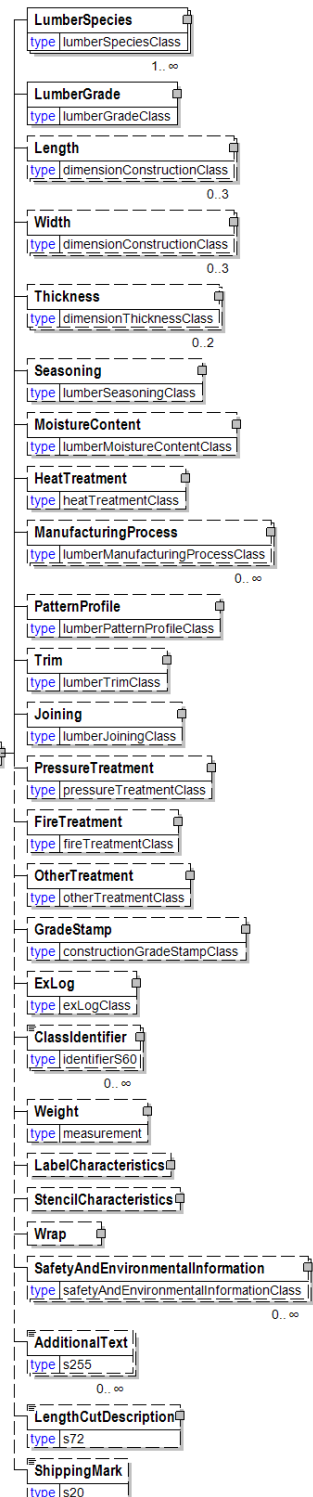 LumberSpecies
type lumberSpeciesClass
1.. ∞
LumberGrade
type lumberGradeClass
Length
type dimensionConstructionClass
0..3
Width
type dimensionConstructionClass
0..3
Thickness
type dimensionThicknessClass
0..2
Seasoning
type lumberSeasoningClass
MoistureContent
type lumberMoistureContentClass
HeatTreatment
type heatTreatmentClass
ManufacturingProcess
type lumberManufacturingProcessClass
0.. ∞
PatternProfile
type lumberPatternProfileClass
Trim
type lumberTrimClass
Joining
type lumberJoiningClass
PressureTreatment
type pressureTreatmentClass
FireTreatment
type fireTreatmentClass
OtherTreatment
type otherTreatmentClass
GradeStamp
type constructionGradeStampClass
ExLog
type exLogClass
ClassIdentifier
type identifierS60
0.. ∞
Weight
type measurement
LabelCharacteristics
StencilCharacteristics
Wrap
SafetyAndEnvironmentalInformation
type safetyAndEnvironmentalInformationClass
0.. ∞
AdditionalText
type s255
0.. ∞
LengthCutDescription
type s72
ShippingMark
type s20